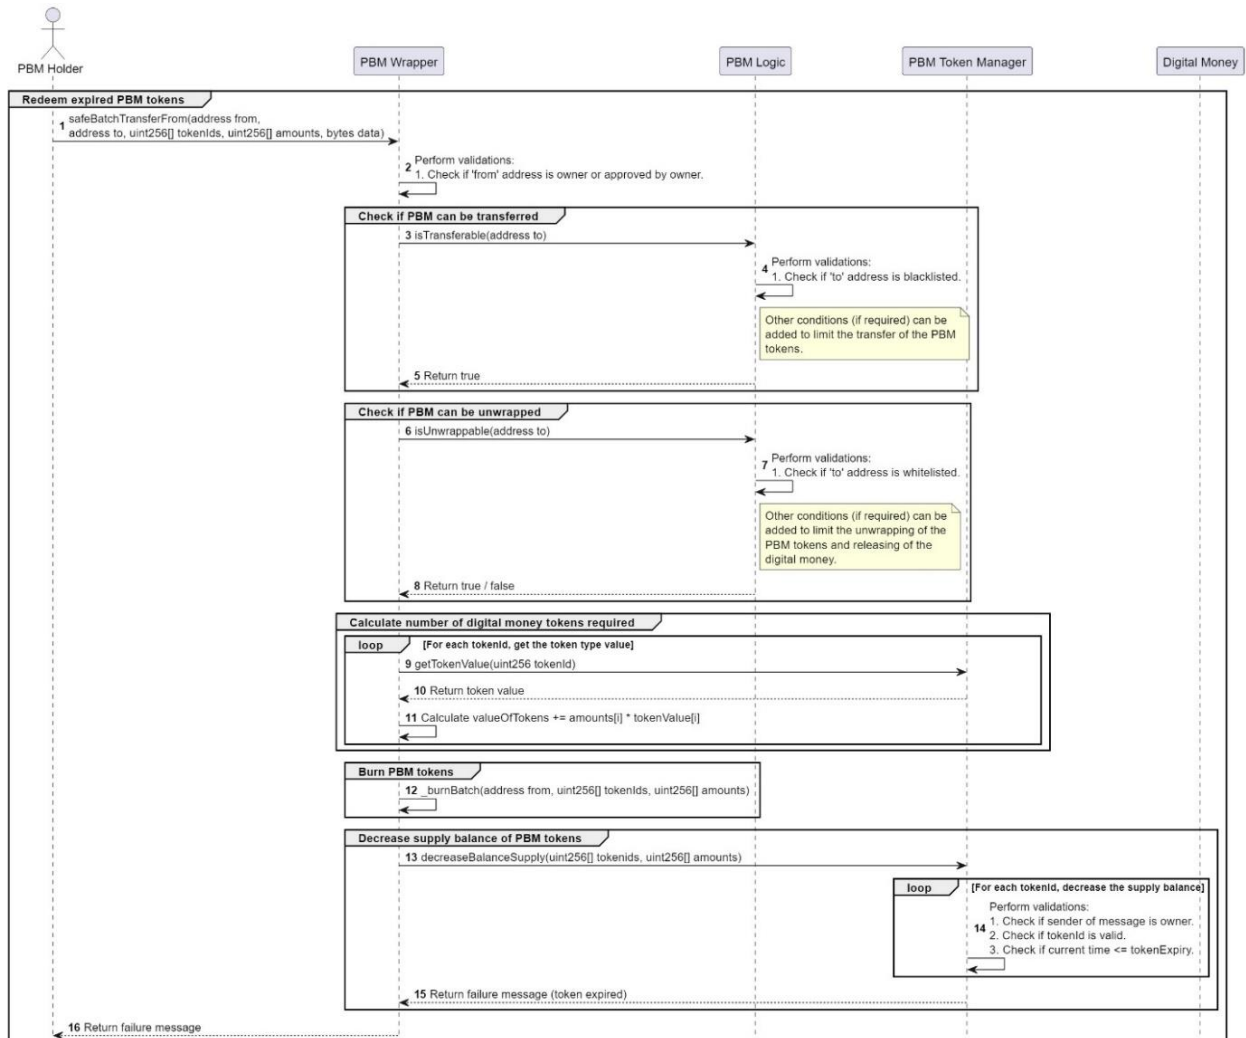 PBM Holder
PBM Wrapper
PBM Logic
PBM Token Manager
Digital Money
Redeem expired PBM tokens
1 safeBatchTransferFrom(address from,
address to, uint256[] tokenIds, uint256[] amounts, bytes data)
2 Perform validations:
1. Check if 'from' address is owner or approved by owner.
Check if PBM can be transferred
3 isTransferable(address to)
4 Perform validations:
1. Check if 'to' address is blacklisted.
Other conditions (if required) can be
added to limit the transfer of the PBM
tokens.
5 Return true
Check if PBM can be unwrapped
6 isUnwrappable(address to)
7 Perform validations:
1. Check if 'to' address is whitelisted.
Other conditions (if required) can be
added to limit the unwrapping of the
PBM tokens and releasing of the
digital money.
8 Return true / false
Calculate number of digital money tokens required
loop [For each tokenId, get the token type value]
9 getTokenValue(uint256 tokenId)
10 Return token value
11 Calculate valueOfTokens += amounts[i] * tokenValue[i]
Burn PBM tokens
12 _burnBatch(address from, uint256[] tokenIds, uint256[] amounts)
Decrease supply balance of PBM tokens
13 decreaseBalanceSupply(uint256[] tokenids, uint256[] amounts)
loop [For each tokenId, decrease the supply balance]
Perform validations:
1. Check if sender of message is owner.
14 2. Check if tokenId is valid.
3. Check if current time <= tokenExpiry.
15 Return failure message (token expired)
16 Return failure message